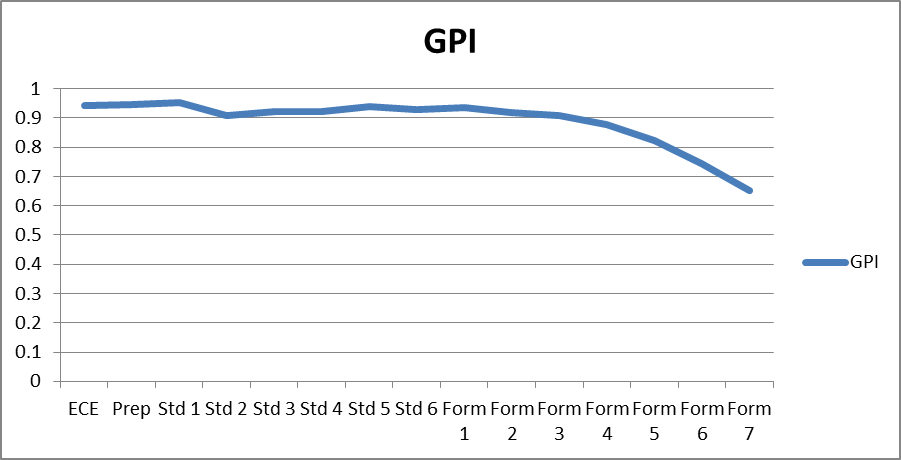 GPI
1
0.9
0.8
0.7
0.6
0.5
0.4
0.3
0.2
0.1
0
GPI
ECE Prep Std 1 Std 2 Std 3 Std 4 Std 5 Std 6 Form Form Form Form Form Form Form
1 2 3 4 5 6 7